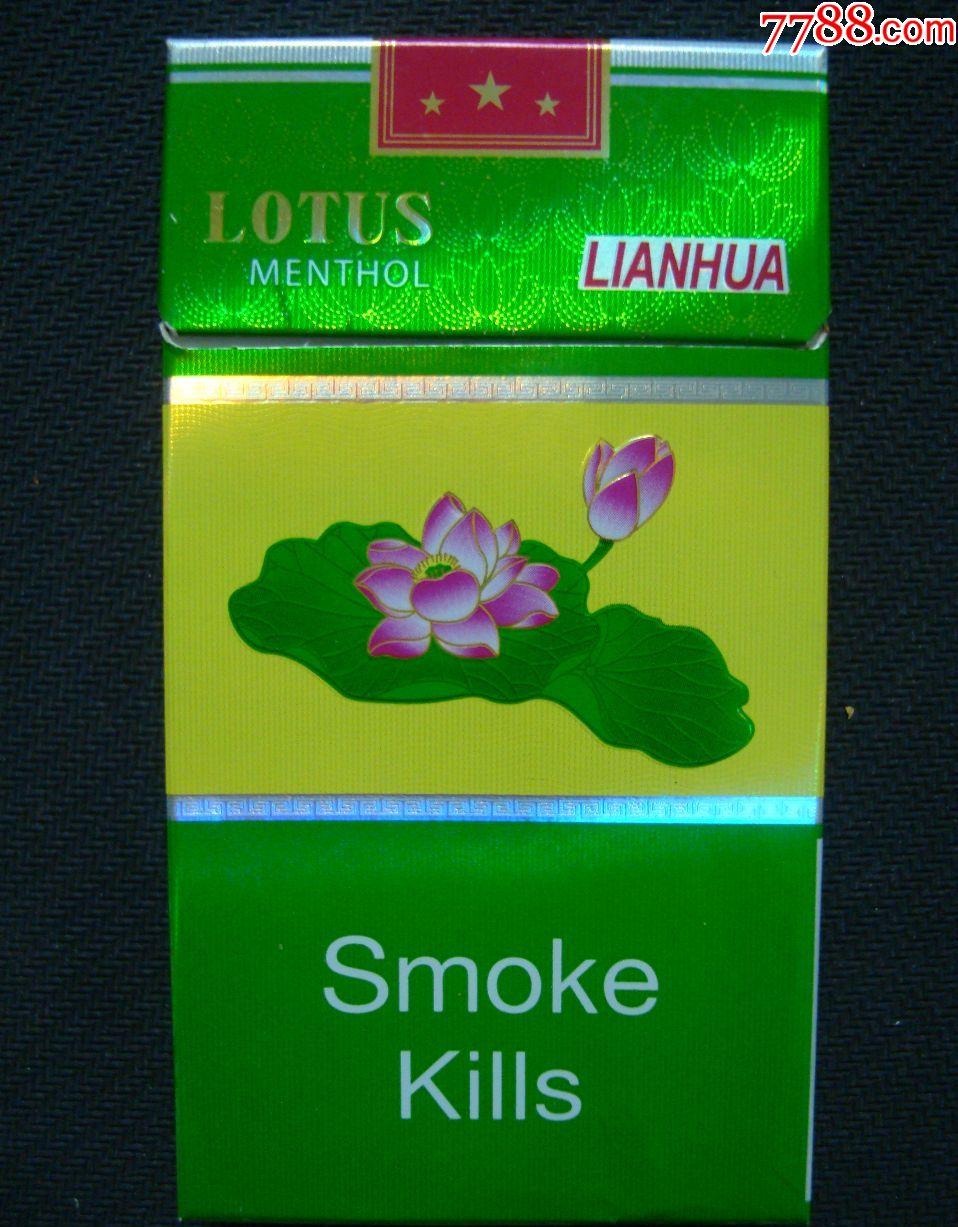 7788.com
LOTUS
MENTHOL
LIANHUA
Smoke
Kills